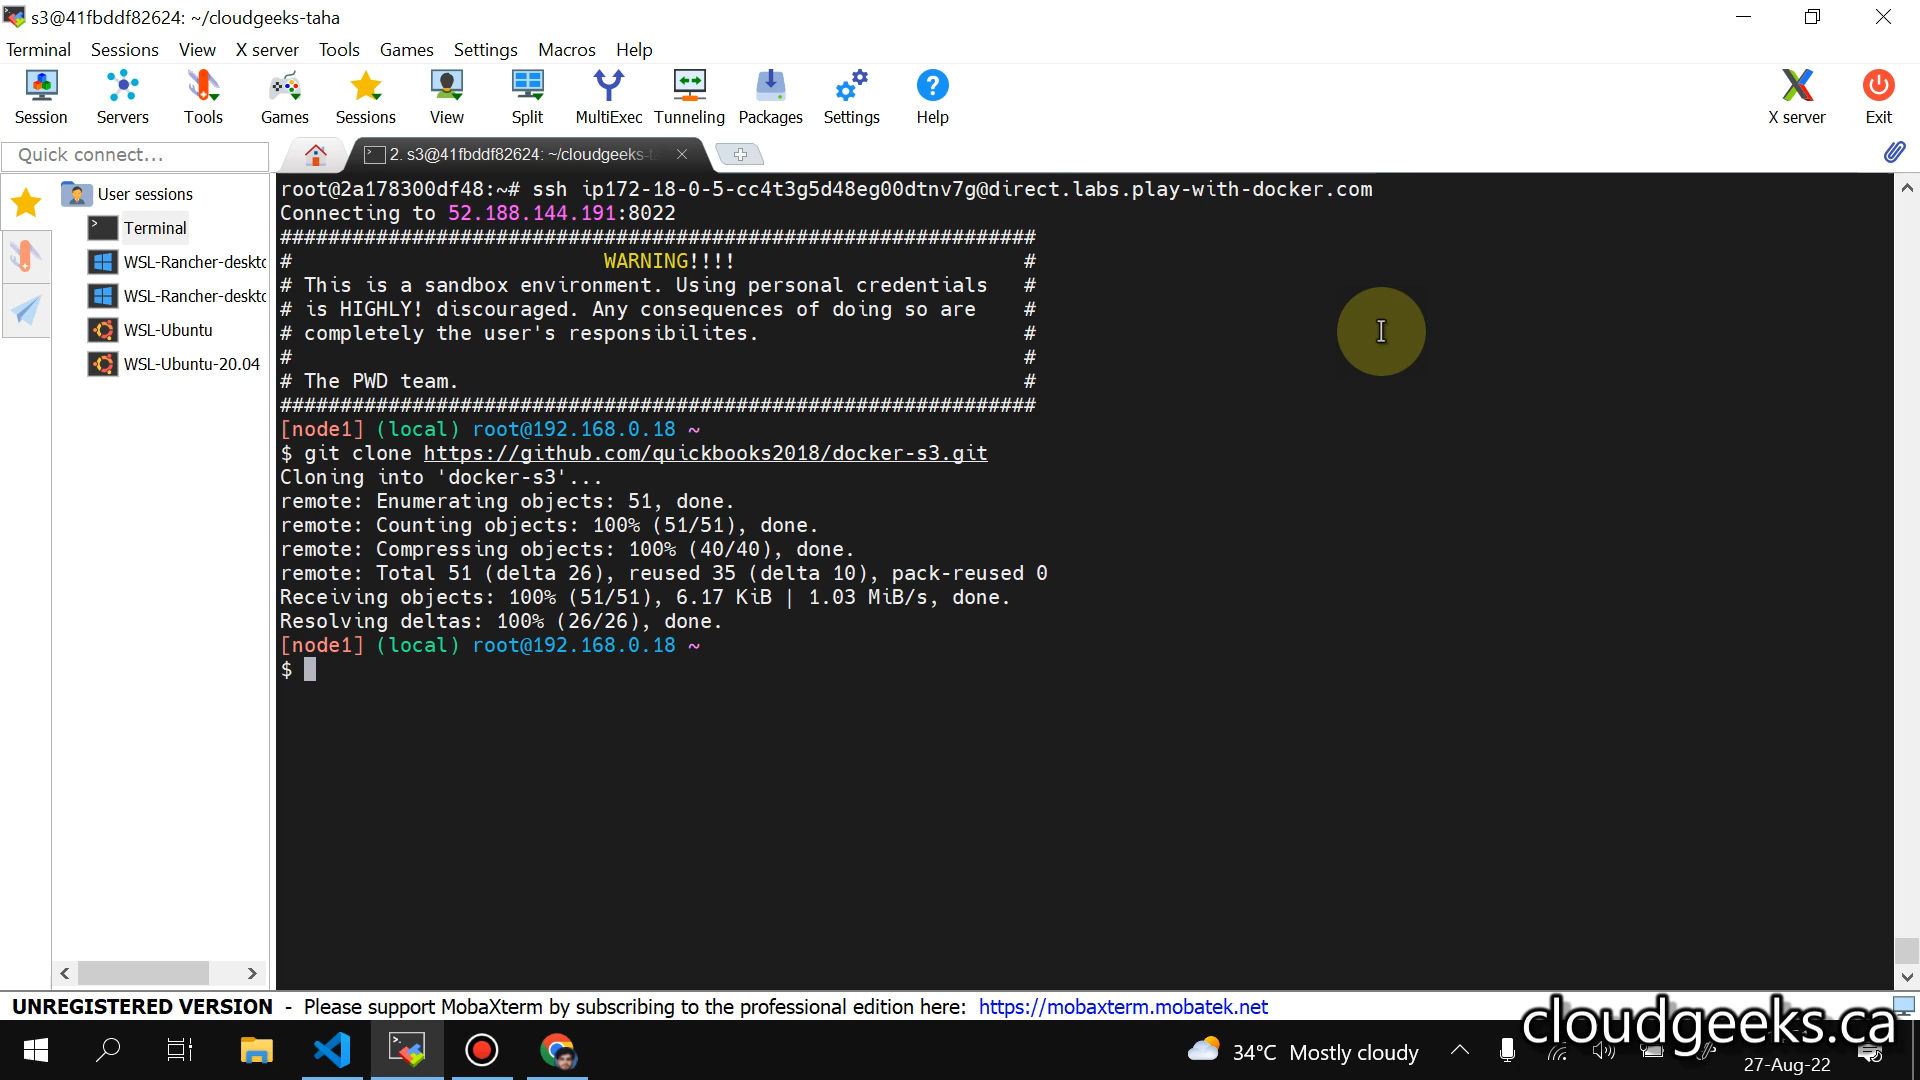 s3@41fbddf82624: ~/cloudgeeks-taha
Terminal Sessions View X server Tools Games Settings Macros Help
Session Servers Tools Games Sessions View Split MultiExec Tunneling Packages Settings Help X server Exit
Quick connect...
2. s3@41fbddf82624: ~/cloudgeeks-t
User sessions
Terminal
WSL-Rancher-deskto
WSL-Rancher-deskto
WSL-Ubuntu
WSL-Ubuntu-20.04
root@2a178300df48:~# ssh ip172-18-0-5-cc4t3g5d48eg00dtnv7g@direct.labs.play-with-docker.com
Connecting to 52.188.144.191:8022
###############################################################
# WARNING!!!! #
# This is a sandbox environment. Using personal credentials #
# is HIGHLY! discouraged. Any consequences of doing so are #
# completely the user's responsibilites. #
# #
# The PWD team. #
###############################################################
[node1] (local) root@192.168.0.18 ~
$ git clone https://github.com/quickbooks2018/docker-s3.git
Cloning into 'docker-s3'...
remote: Enumerating objects: 51, done.
remote: Counting objects: 100% (51/51), done.
remote: Compressing objects: 100% (40/40), done.
remote: Total 51 (delta 26), reused 35 (delta 10), pack-reused 0
Receiving objects: 100% (51/51), 6.17 KiB | 1.03 MiB/s, done.
Resolving deltas: 100% (26/26), done.
[node1] (local) root@192.168.0.18 ~
$
UNREGISTERED VERSION - Please support MobaXterm by subscribing to the professional edition here: https://mobaxterm.mobatek.net
cloudgeeks.ca
34°C Mostly cloudy
27-Aug-22